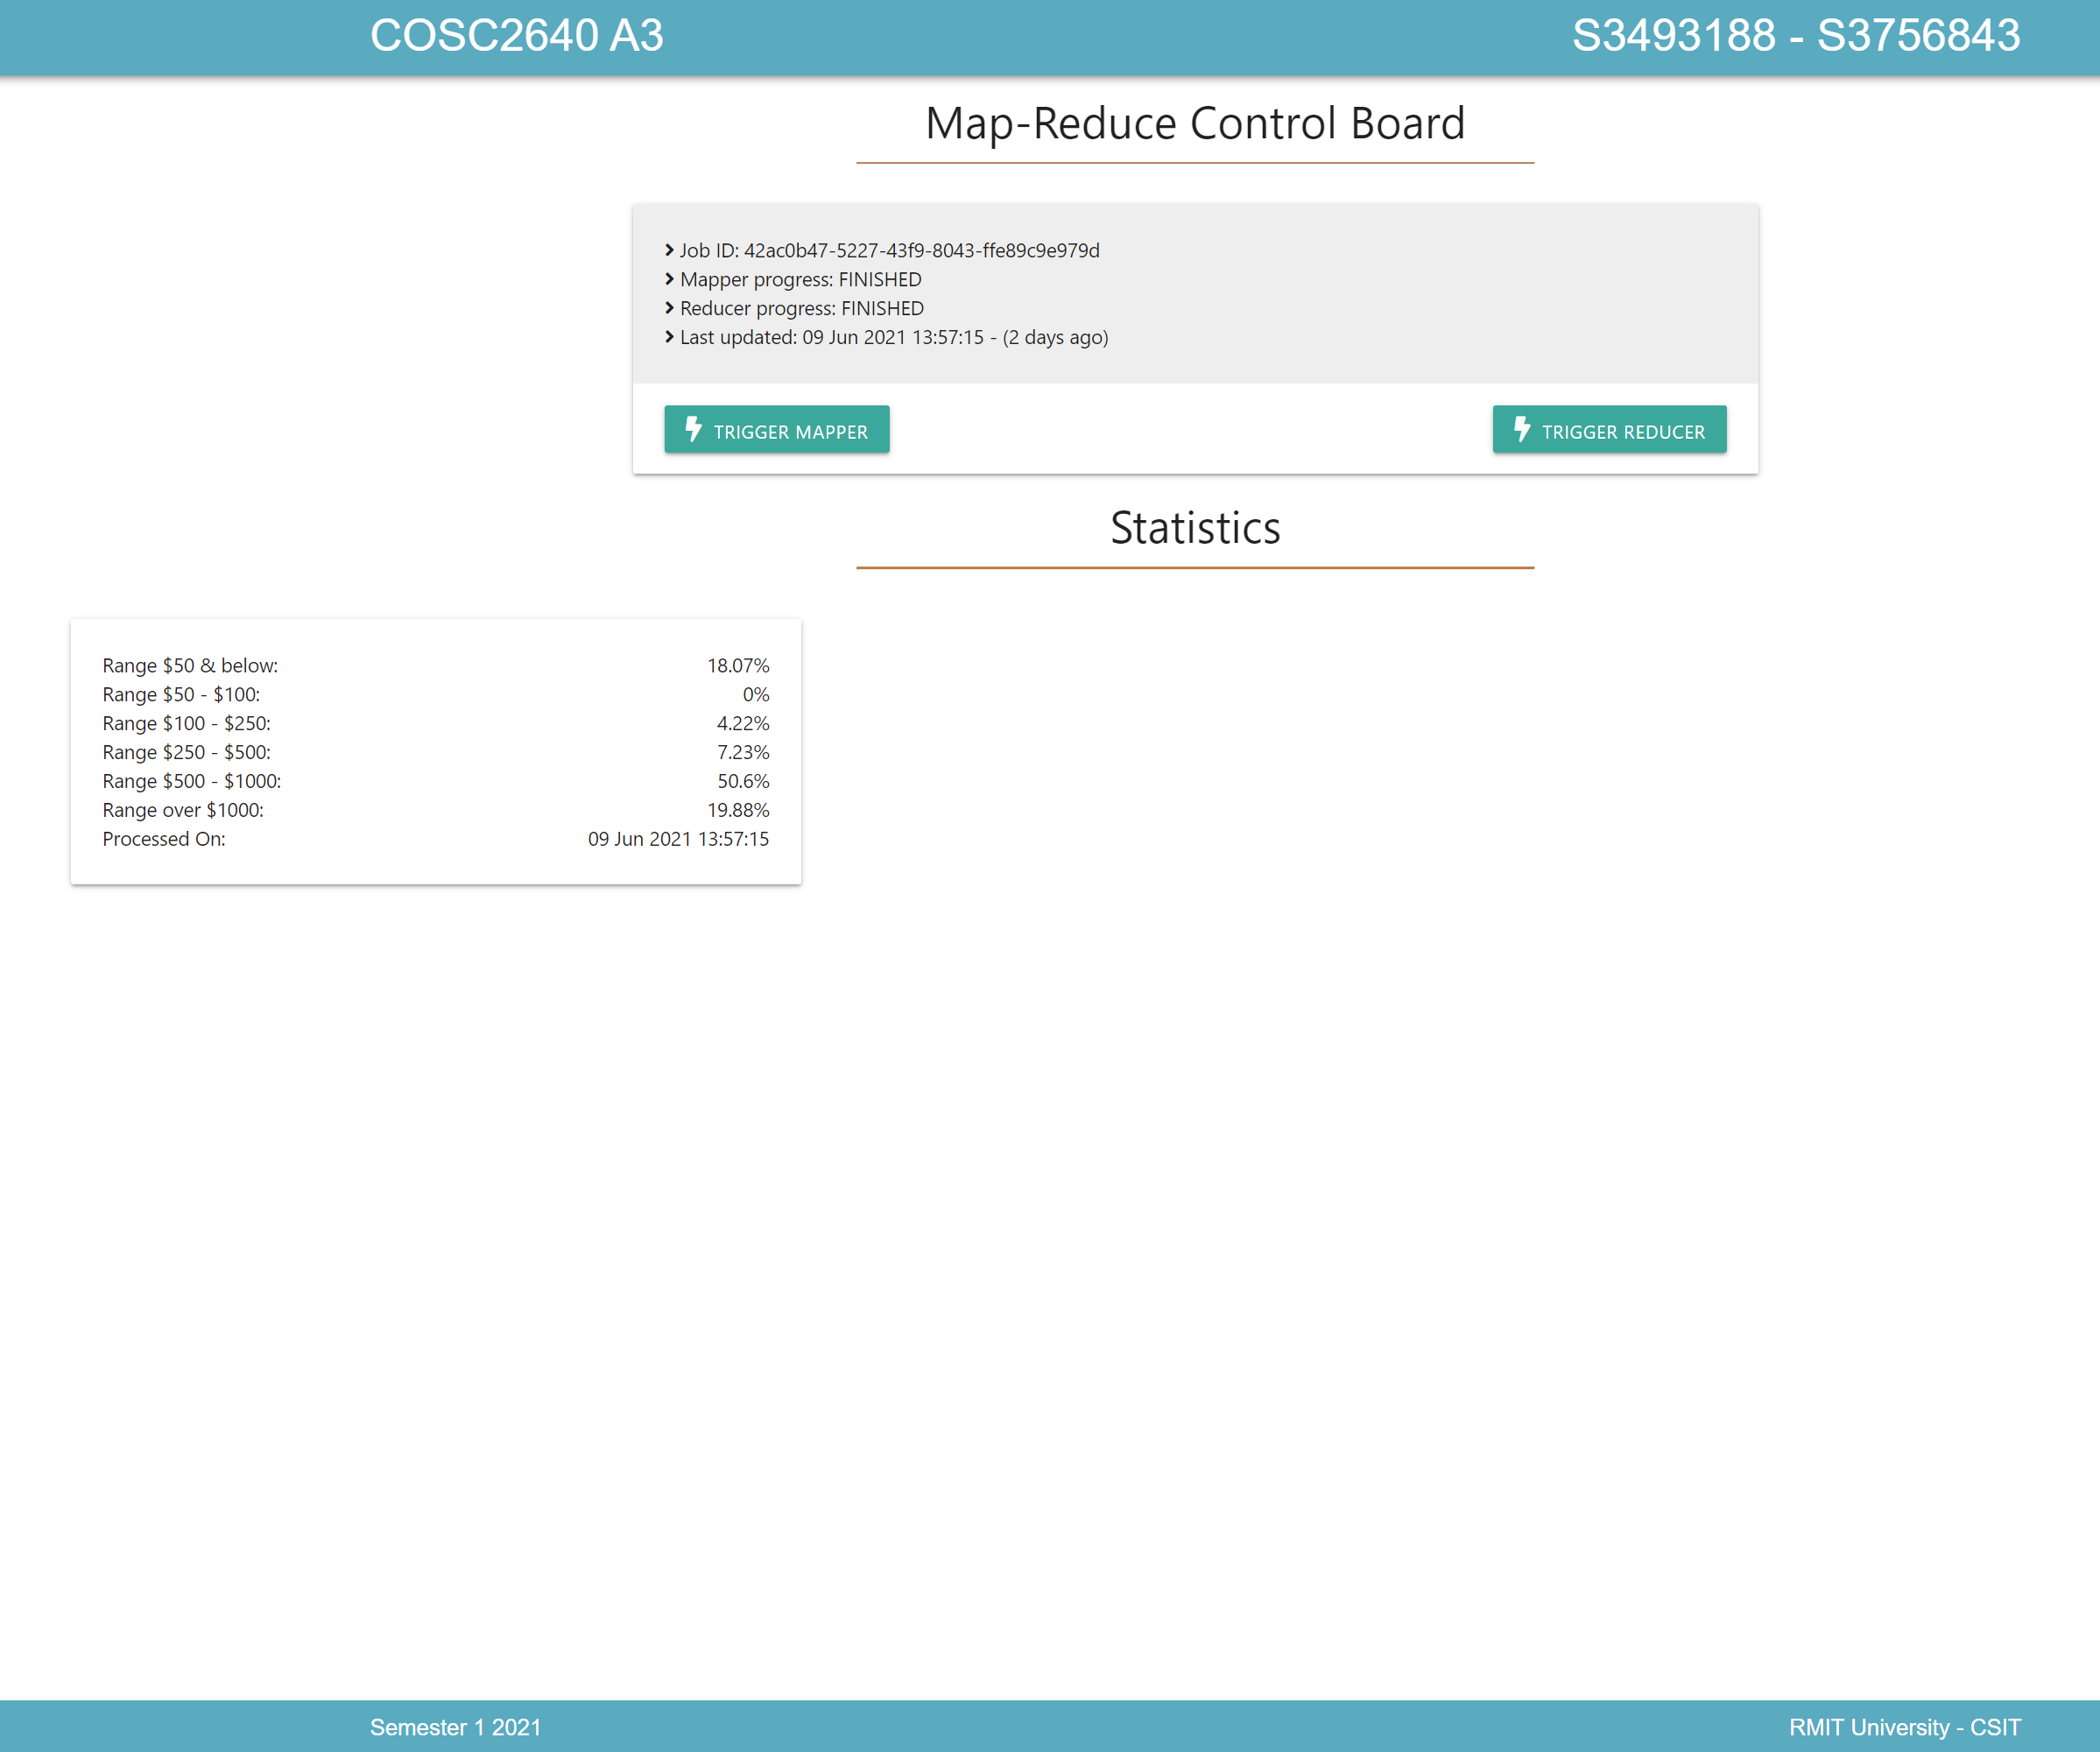 COSC2640 A3
S3493188 - S3756843
Map-Reduce Control Board
Job ID: 42ac0b47-5227-43f9-8043-ffe89c9e979d
Mapper progress: FINISHED
Reducer progress: FINISHED
Last updated: 09 Jun 2021 13:57:15 - (2 days ago)
TRIGGER MAPPER
TRIGGER REDUCER
Statistics
Range $50 & below: 18.07%
Range $50 - $100: 0%
Range $100 - $250: 4.22%
Range $250 - $500: 7.23%
Range $500 - $1000: 50.6%
Range over $1000: 19.88%
Processed On: 09 Jun 2021 13:57:15
Semester 1 2021
RMIT University - CSIT